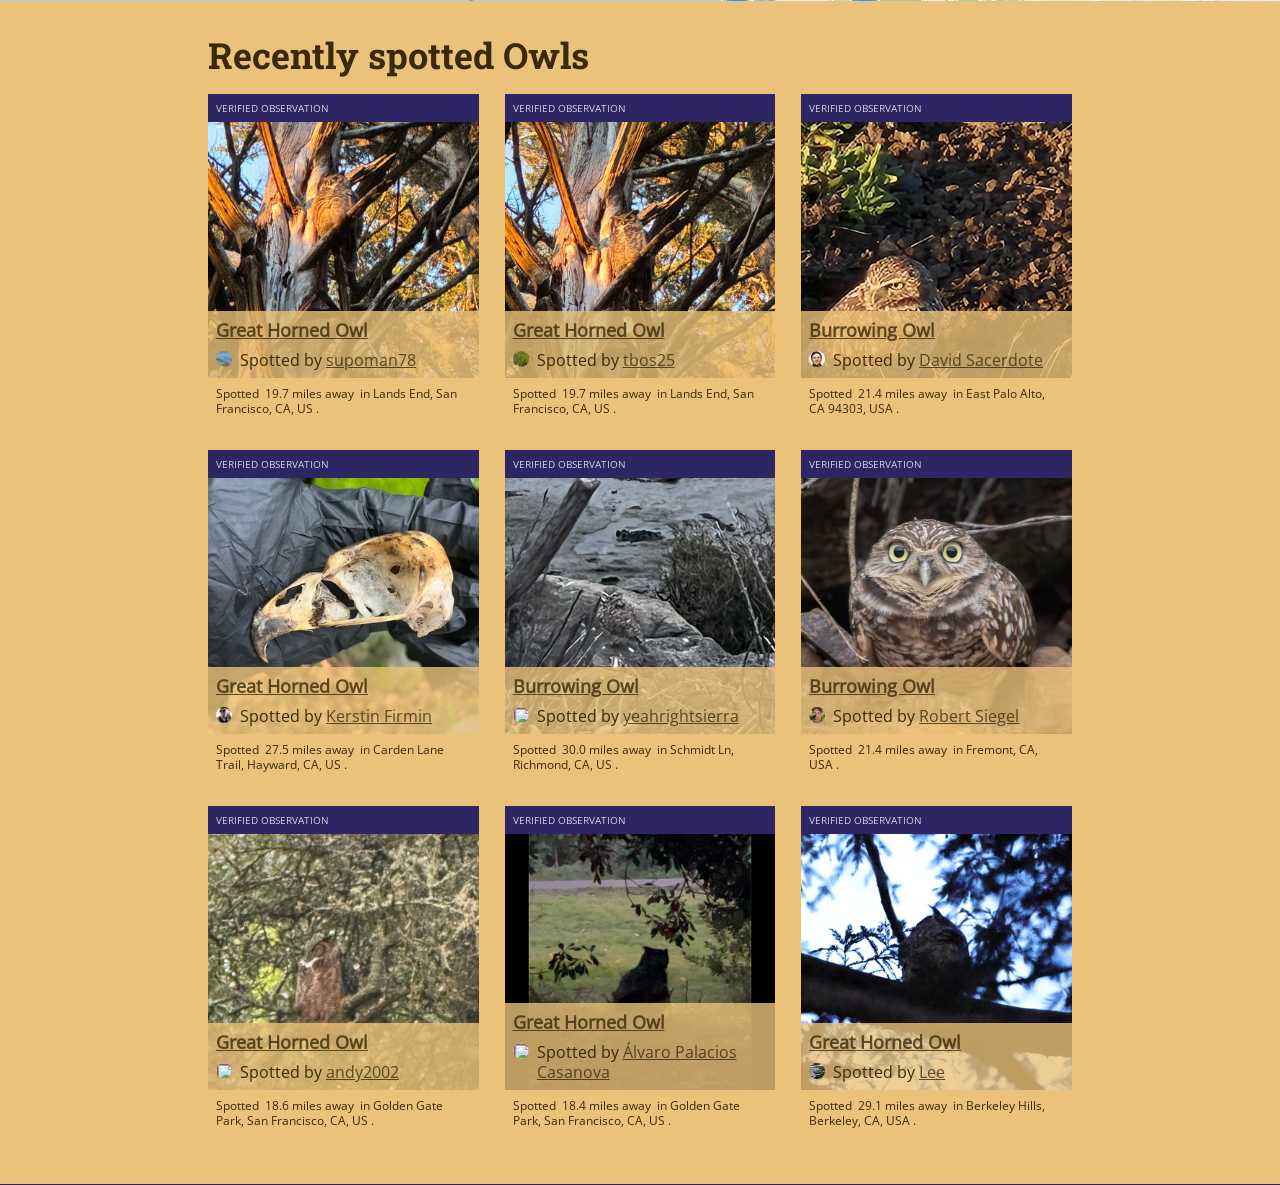 Recently spotted Owls
VERIFIED OBSERVATION
Great Horned Owl
Spotted by supoman78
Spotted 19.7 miles away in Lands End, San
Francisco, CA, US .
VERIFIED OBSERVATION
Great Horned Owl
Spotted by tbos25
Spotted 19.7 miles away in Lands End, San
Francisco, CA, US .
VERIFIED OBSERVATION
Burrowing Owl
Spotted by David Sacerdote
Spotted 21.4 miles away in East Palo Alto,
CA 94303, USA .
VERIFIED OBSERVATION
Great Horned Owl
Spotted by Kerstin Firmin
Spotted 27.5 miles away in Carden Lane
Trail, Hayward, CA, US .
VERIFIED OBSERVATION
Burrowing Owl
Spotted by yeahrightsierra
Spotted 30.0 miles away in Schmidt Ln,
Richmond, CA, US .
VERIFIED OBSERVATION
Burrowing Owl
Spotted by Robert Siegel
Spotted 21.4 miles away in Fremont, CA,
USA .
VERIFIED OBSERVATION
Great Horned Owl
Spotted by andy2002
Spotted 18.6 miles away in Golden Gate
Park, San Francisco, CA, US .
VERIFIED OBSERVATION
Great Horned Owl
Spotted by Álvaro Palacios
Casanova
Spotted 18.4 miles away in Golden Gate
Park, San Francisco, CA, US .
VERIFIED OBSERVATION
Great Horned Owl
Spotted by Lee
Spotted 29.1 miles away in Berkeley Hills,
Berkeley, CA, USA .